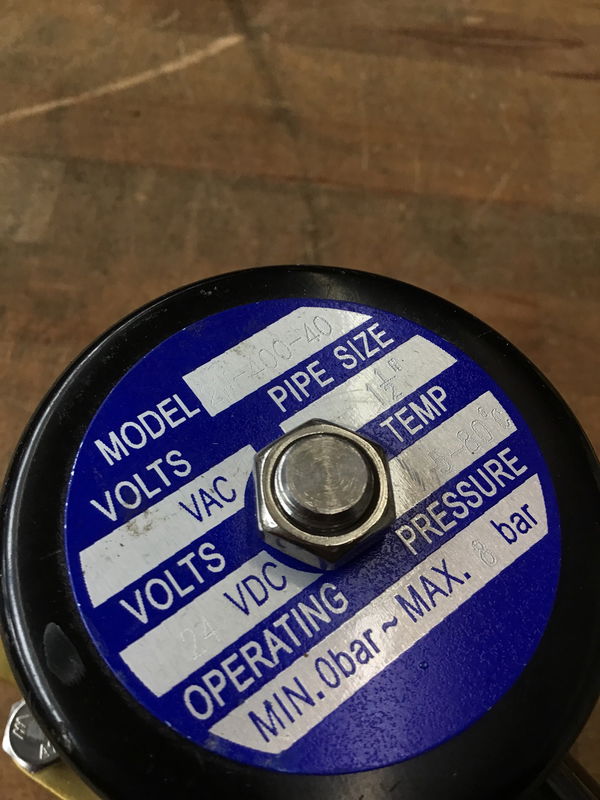 MODEL
-400-40
PIPE SIZE
1 1/2"
VOLTS
VAC
TEMP
-80℃
VOLTS
24 VDC
OPERATING PRESSURE
MIN. 0bar ~ MAX. 8 bar